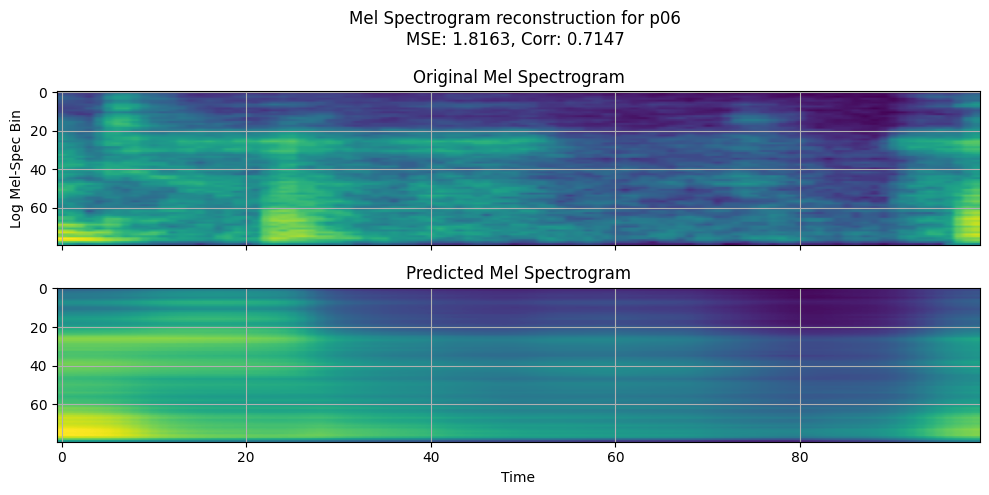 Mel Spectrogram reconstruction for p06
MSE: 1.8163, Corr: 0.7147
Original Mel Spectrogram
Log Mel-Spec Bin
0
20
40
60
Predicted Mel Spectrogram
0
20
40
60
0 20 40 60 80
Time